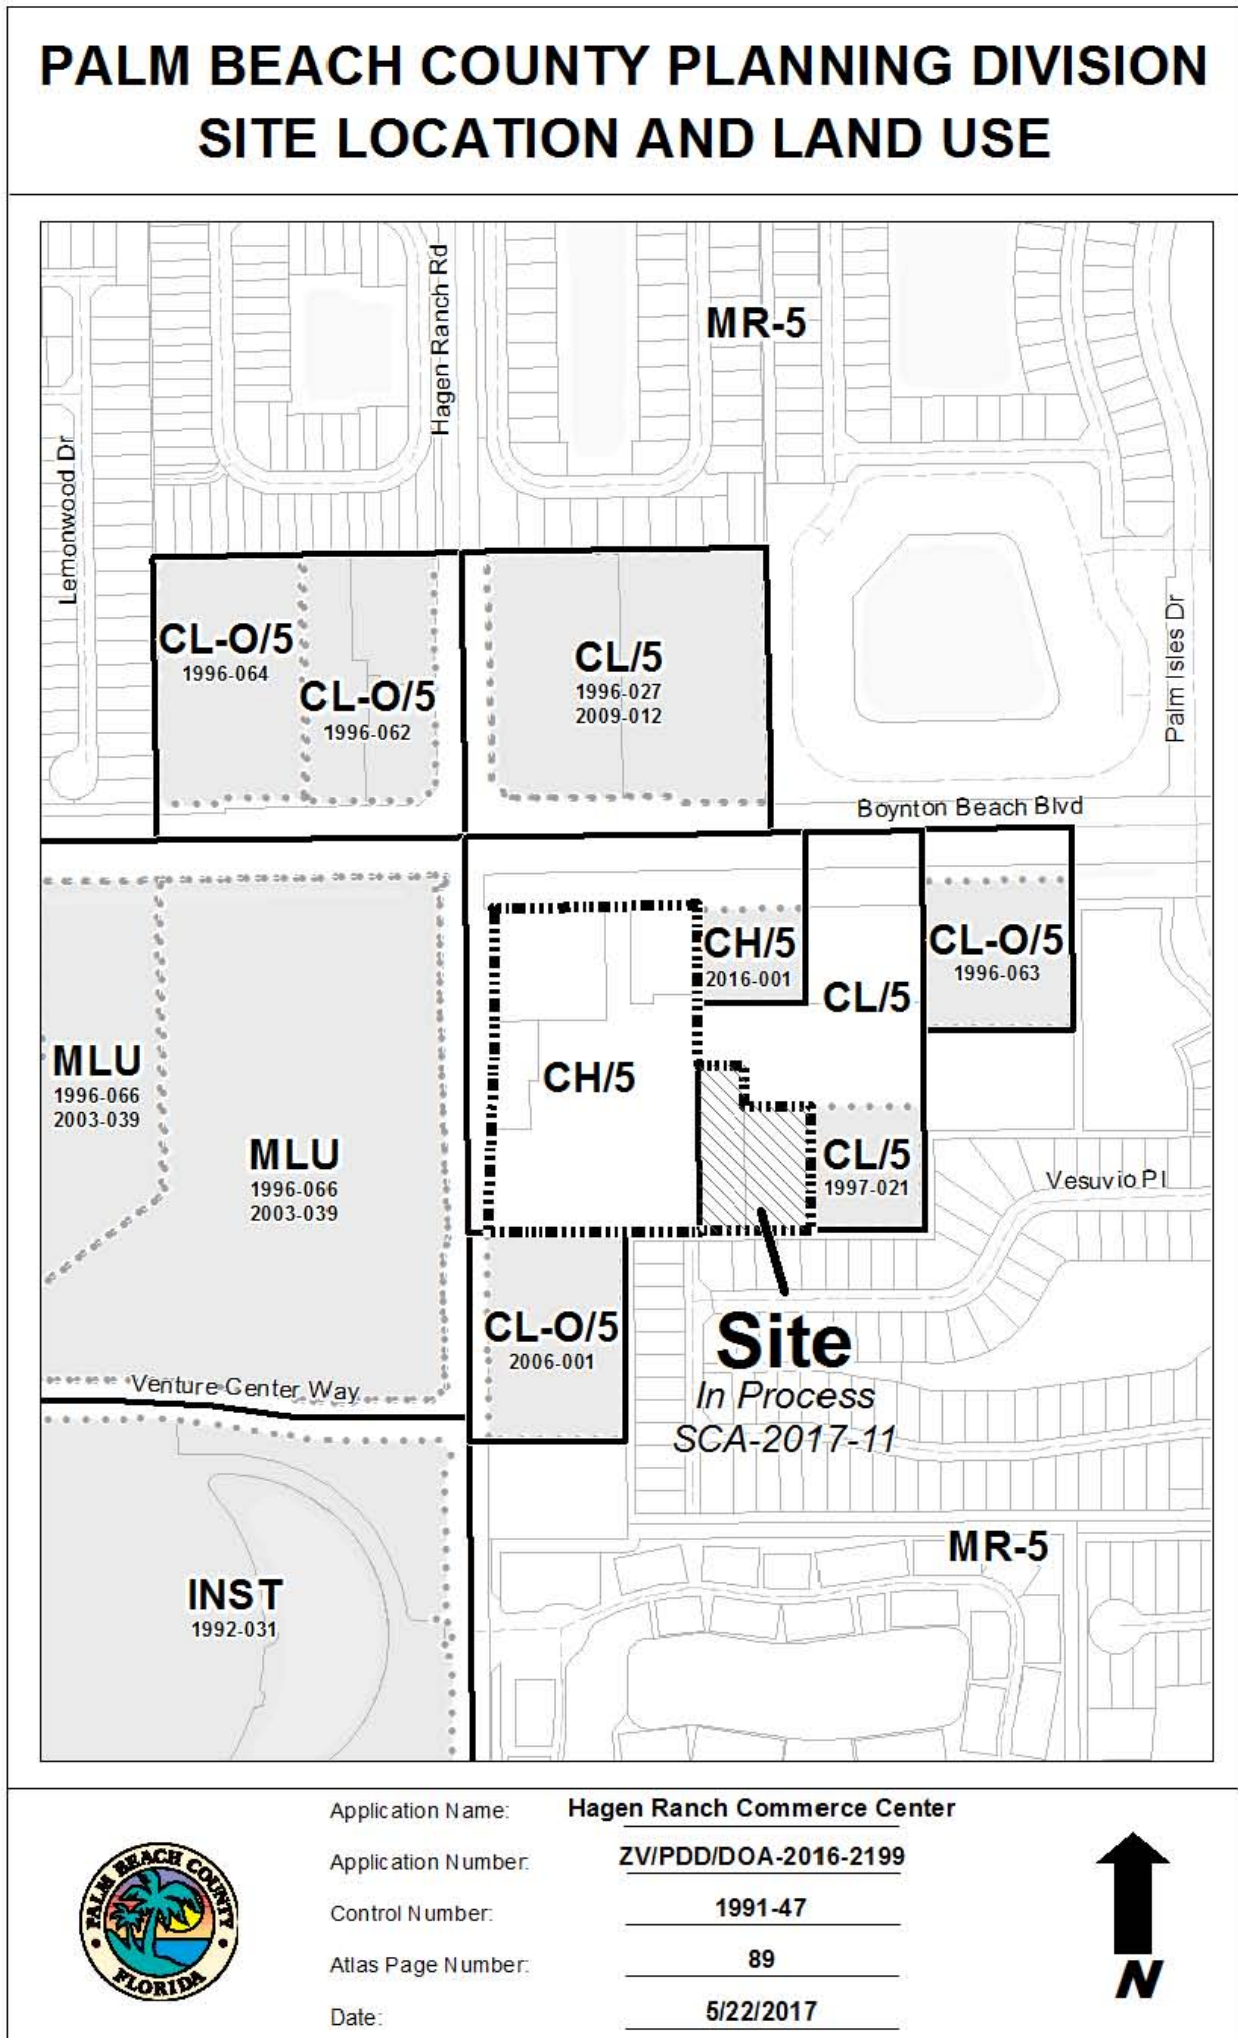 PALM BEACH COUNTY PLANNING DIVISION
SITE LOCATION AND LAND USE
Hagen Ranch Rd
MR-5
Lemonwood Dr
CL-O/5
1996-064
CL-O/5
1996-062
CL/5
1996-027
2009-012
Palm Isles Dr
Boynton Beach Blvd
CH/5
2016-001
CL-O/5
1996-063
CL/5
MLU
1996-066
2003-039
CH/5
MLU
1996-066
2003-039
CL/5
1997-021
Vesuvio Pl
CL-O/5
2006-001
Site
In Process
SCA-2017-11
Venture Center Way
MR-5
INST
1992-031
Application Name: Hagen Ranch Commerce Center
Application Number: ZV/PDD/DOA-2016-2199
Control Number: 1991-47
Atlas Page Number: 89
Date: 5/22/2017
PALM BEACH COUNTY
FLORIDA
N